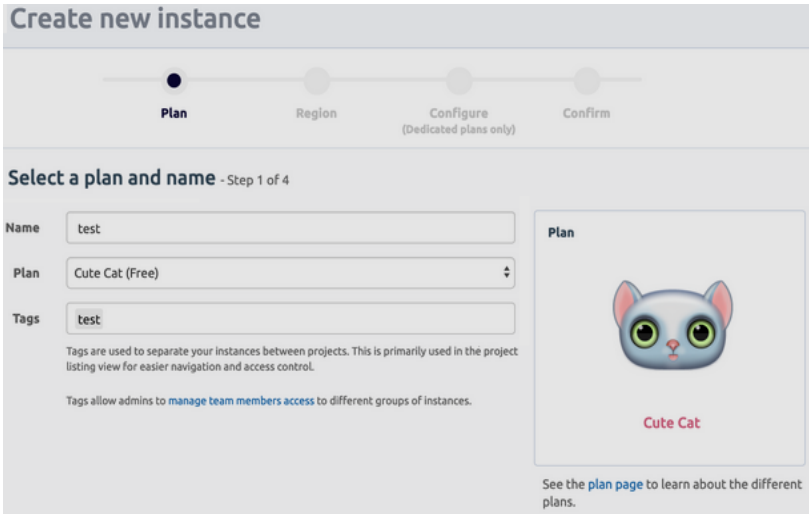 Create new instance
Plan
Region
Configure
(Dedicated plans only)
Confirm
Select a plan and name - Step 1 of 4
Name
test
Plan
Cute Cat (Free)
Tags
test
Tags are used to separate your instances between projects. This is primarily used in the project
listing view for easier navigation and access control.
Tags allow admins to manage team members access to different groups of instances.
Plan
Cute Cat
See the plan page to learn about the different
plans.